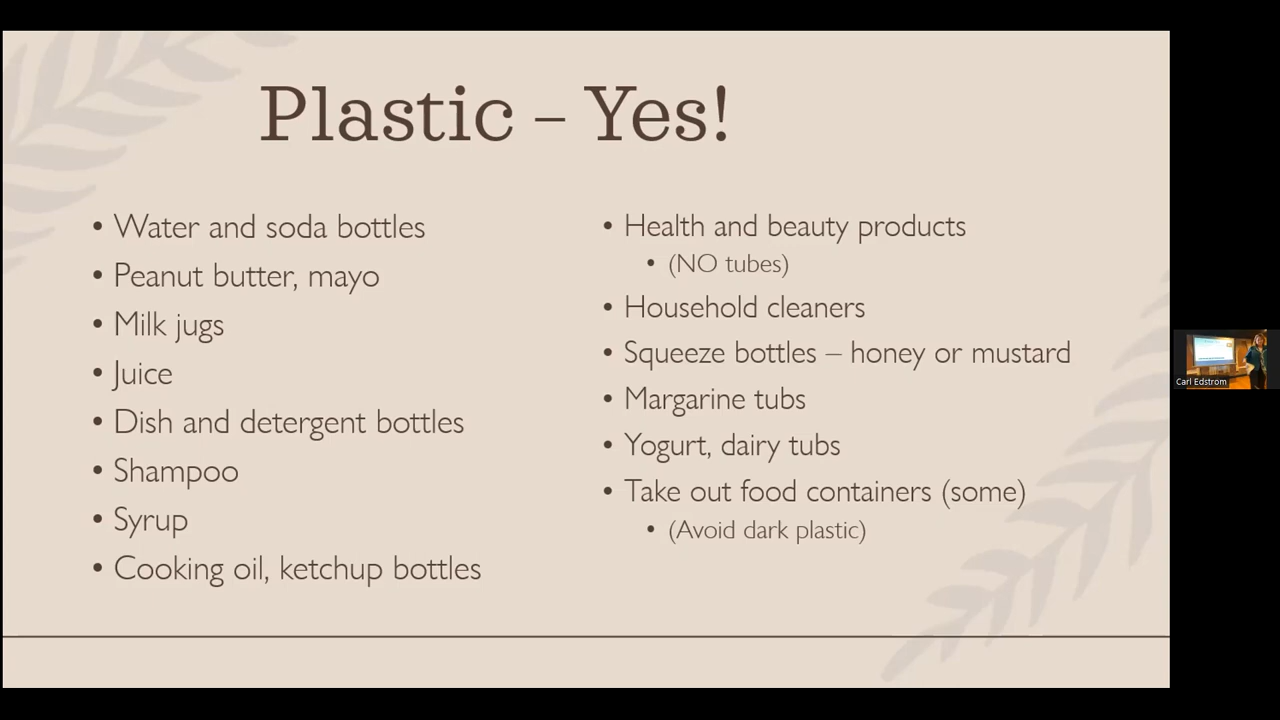 Plastic – Yes!
• Water and soda bottles
• Peanut butter, mayo
• Milk jugs
• Juice
• Dish and detergent bottles
• Shampoo
• Syrup
• Cooking oil, ketchup bottles
• Health and beauty products
• (NO tubes)
• Household cleaners
• Squeeze bottles – honey or mustard
• Margarine tubs
• Yogurt, dairy tubs
• Take out food containers (some)
• (Avoid dark plastic)
Carl Edstrom